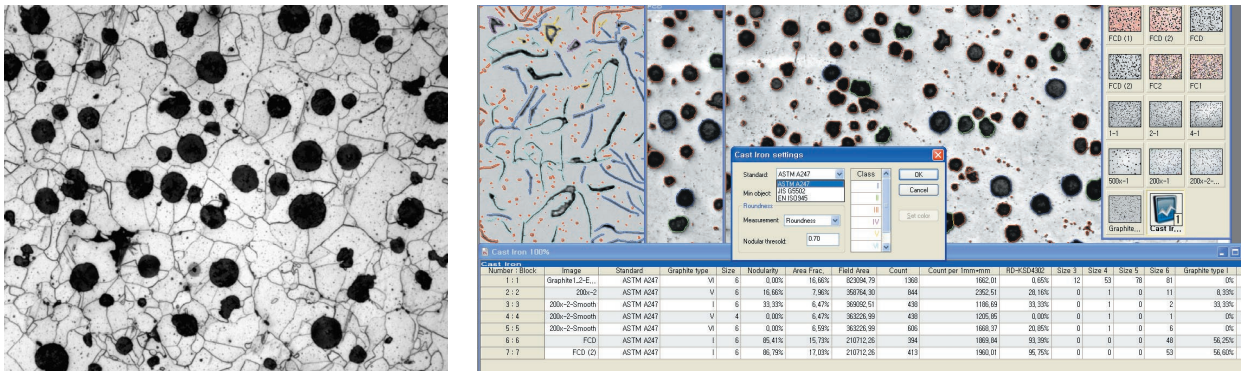 FCD (1) FCD (2) FCD
FCD (2) FC2 FC1
1-1 2-1 4-1
500x-1 200x-1 200x-2-...
Graphite... Cast Ir...
1
Cast Iron settings
Standard: ASTM A247
ASTM A247
JIS G5502
EN ISO945
Min object:
Roundness
Measurement: Roundness
Nodular thresold: 0.70
Class
I
II
III
IV
V
VI
OK
Cancel
Set color
Cast Iron 100%
Cast Iron
Number : Block Image Standard Graphite type Size Nodularity Area Frac, Field Area Count Count per 1mm*mm RD-KSD4302 Size 3 Size 4 Size 5 Size 6 Graphite type I
1 : 1 Graphite1_2-E... ASTM A247 VI 6 0,00% 16,66% 823094,79 1368 1662,01 0,65% 12 53 78 81 0%
2 : 2 200x-2 ASTM A247 V 6 16,66% 7,96% 358764,30 844 2352,51 28,16% 0 1 0 11 8,33%
3 : 3 200x-2-Smooth ASTM A247 I 6 33,33% 6,47% 369092,51 438 1186,69 33,33% 0 1 0 2 33,33%
4 : 4 200x-2-Smooth ASTM A247 V 4 0,00% 6,47% 363226,99 438 1205,85 0,00% 0 1 0 1 0%
5 : 5 200x-2-Smooth ASTM A247 VI 6 0,00% 6,59% 363226,99 606 1668,37 20,85% 0 1 0 6 0%
6 : 6 FCD ASTM A247 I 6 85,41% 15,73% 210712,26 394 1869,84 93,39% 0 0 0 48 56,25%
7 : 7 FCD (2) ASTM A247 I 6 86,79% 17,03% 210712,26 413 1960,01 95,75% 0 0 0 53 56,60%